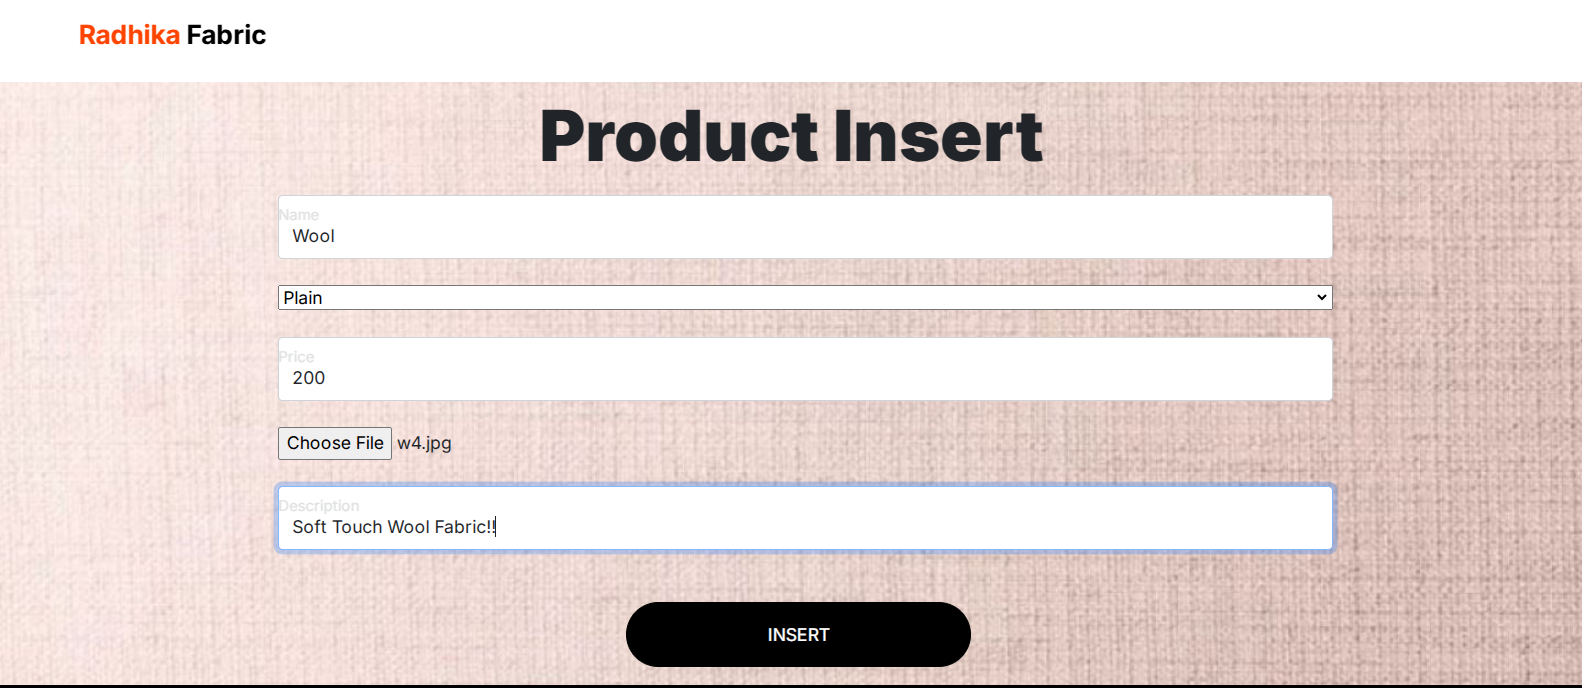 Radhika Fabric
Product Insert
Name
Wool
Plain
Price
200
Choose File w4.jpg
Description
Soft Touch Wool Fabric!!
INSERT